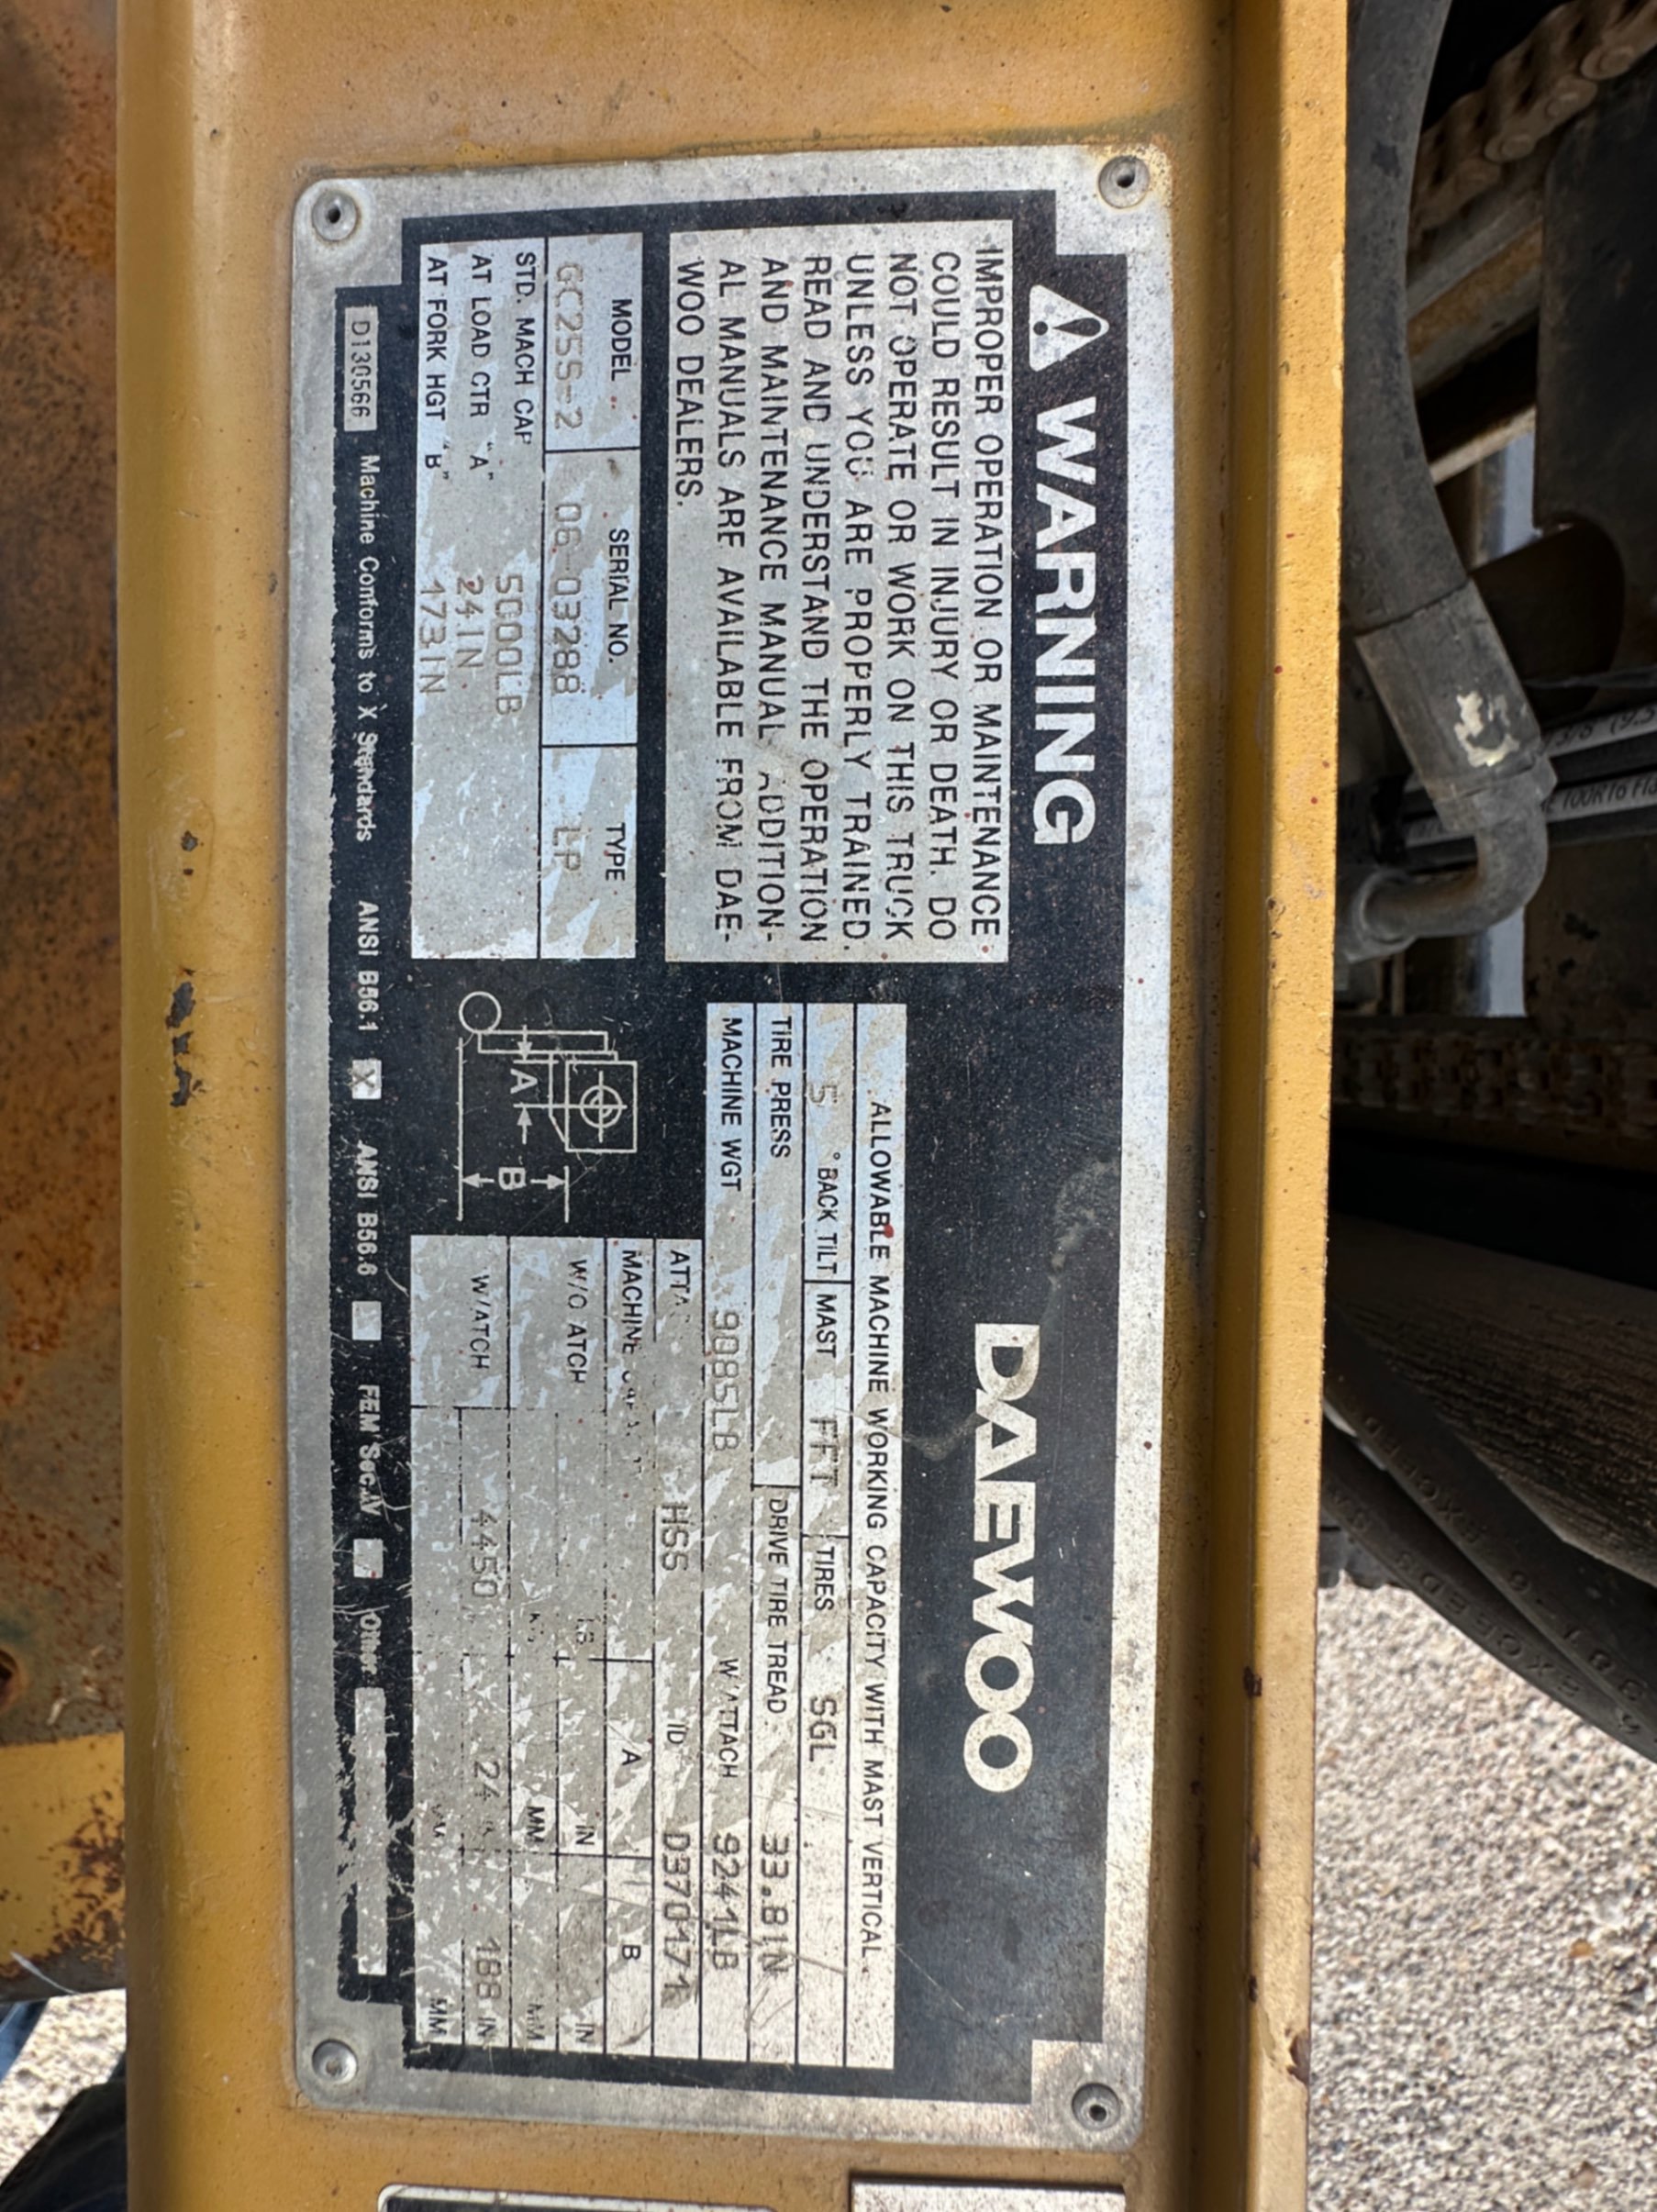 WARNING
IMPROPER OPERATION OR MAINTENANCE
COULD RESULT IN INJURY OR DEATH. DO
NOT OPERATE OR WORK ON THIS TRUCK
UNLESS YOU ARE PROPERLY TRAINED.
READ AND UNDERSTAND THE OPERATION
AND MAINTENANCE MANUAL. ADDITION-
AL MANUALS ARE AVAILABLE FROM DAE-
WOO DEALERS.
MODEL SERIAL NO. TYPE
GC25S-2 06-03288 LP
STD. MACH CAP 5000LB
AT LOAD CTR "A" 24IN
AT FORK HGT "B" 173IN
DAEWOO
ALLOWABLE MACHINE WORKING CAPACITY WITH MAST VERTICAL.
5 °BACK TILT MAST FFT TIRES SGL
TIRE PRESS DRIVE TIRE TREAD 33.8IN
MACHINE WGT 9085LB W/ATTACH 9241LB
HSS ID D370171
MACHINE A B
W/O ATCH LB IN IN
MM MM
W/ATCH 4450 24 188 IN
MM
A
B
D130566 Machine Conforms to X Standards ANSI B56.1 X ANSI B56.6 FEM Sec.IV Other